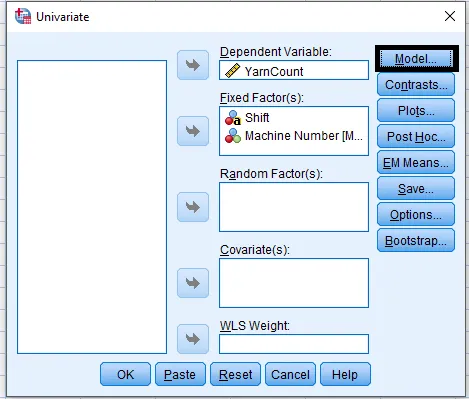 Univariate
Dependent Variable:
YarnCount
Fixed Factor(s):
Shift
Machine Number [M...
Random Factor(s):
Covariate(s):
WLS Weight:
Model...
Contrasts...
Plots...
Post Hoc...
EM Means...
Save...
Options...
Bootstrap...
OK Paste Reset Cancel Help